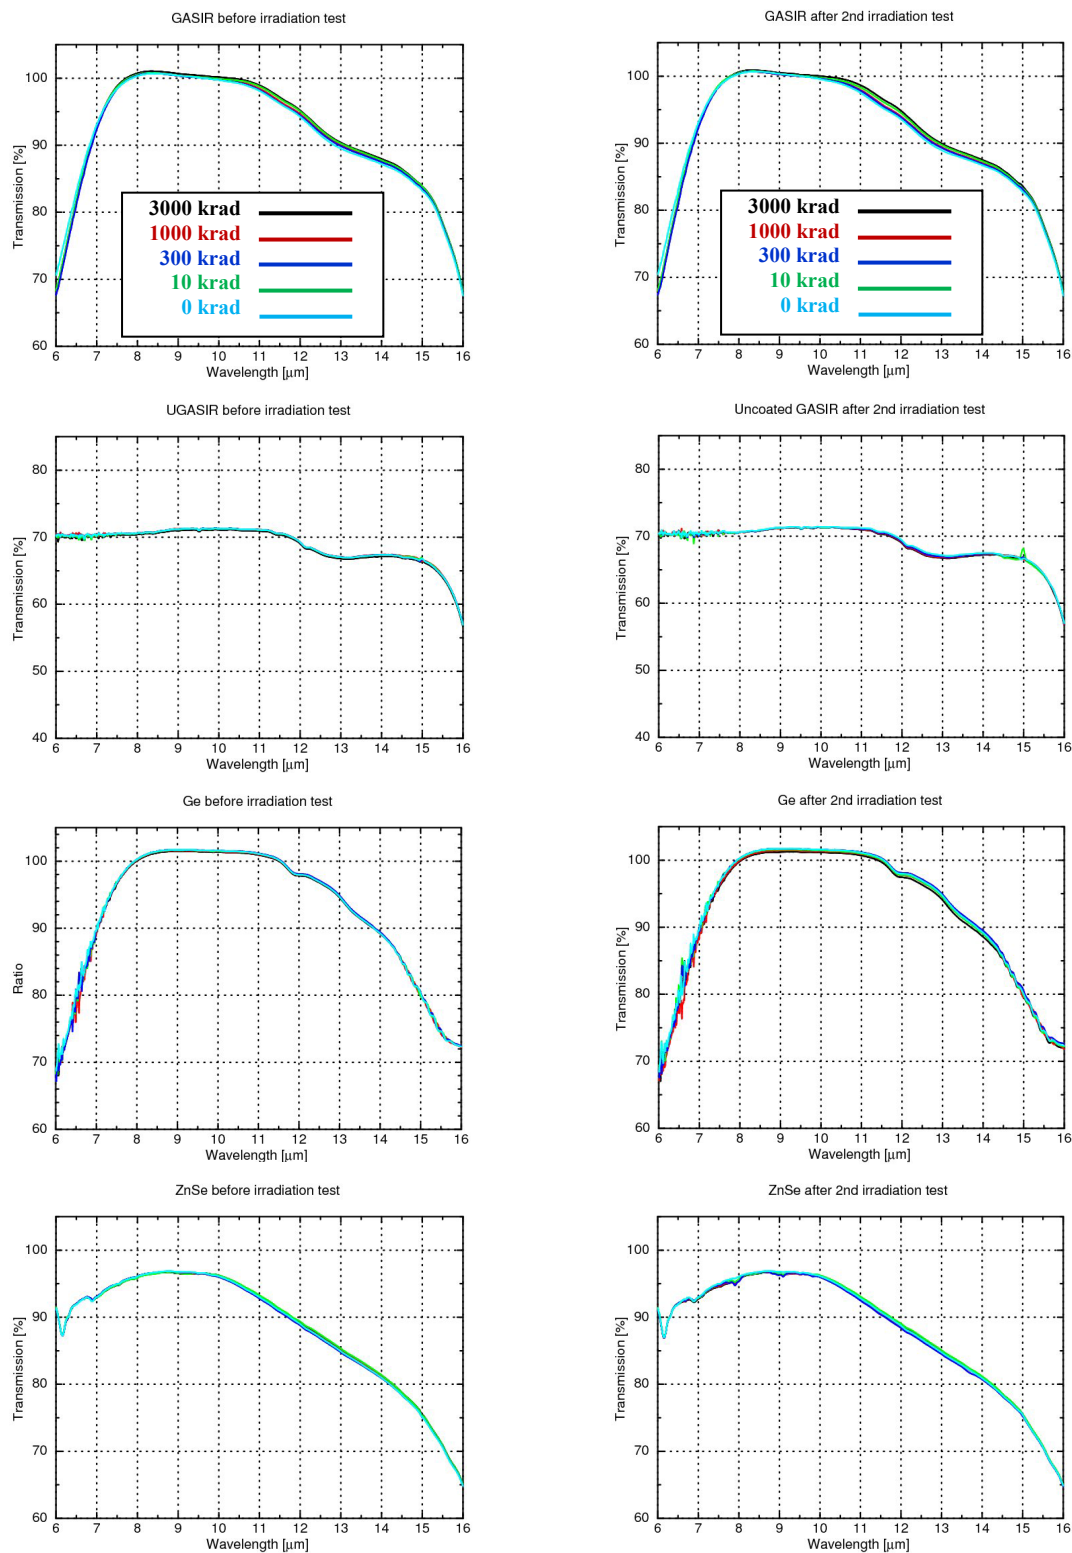 GASIR before irradiation test
Transmission [%]
100
90
80
70
60
3000 krad
1000 krad
300 krad
10 krad
0 krad
6 7 8 9 10 11 12 13 14 15 16
Wavelength [μm]
GASIR after 2nd irradiation test
Transmission [%]
100
90
80
70
60
3000 krad
1000 krad
300 krad
10 krad
0 krad
6 7 8 9 10 11 12 13 14 15 16
Wavelength [μm]
UGASIR before irradiation test
Transmission [%]
80
70
60
50
40
6 7 8 9 10 11 12 13 14 15 16
Wavelength [μm]
Uncoated GASIR after 2nd irradiation test
Transmission [%]
80
70
60
50
40
6 7 8 9 10 11 12 13 14 15 16
Wavelength [μm]
Ge before irradiation test
Ratio
100
90
80
70
60
6 7 8 9 10 11 12 13 14 15 16
Wavelength [μm]
Ge after 2nd irradiation test
Transmission [%]
100
90
80
70
60
6 7 8 9 10 11 12 13 14 15 16
Wavelength [μm]
ZnSe before irradiation test
Transmission [%]
100
90
80
70
60
6 7 8 9 10 11 12 13 14 15 16
Wavelength [μm]
ZnSe after 2nd irradiation test
Transmission [%]
100
90
80
70
60
6 7 8 9 10 11 12 13 14 15 16
Wavelength [μm]